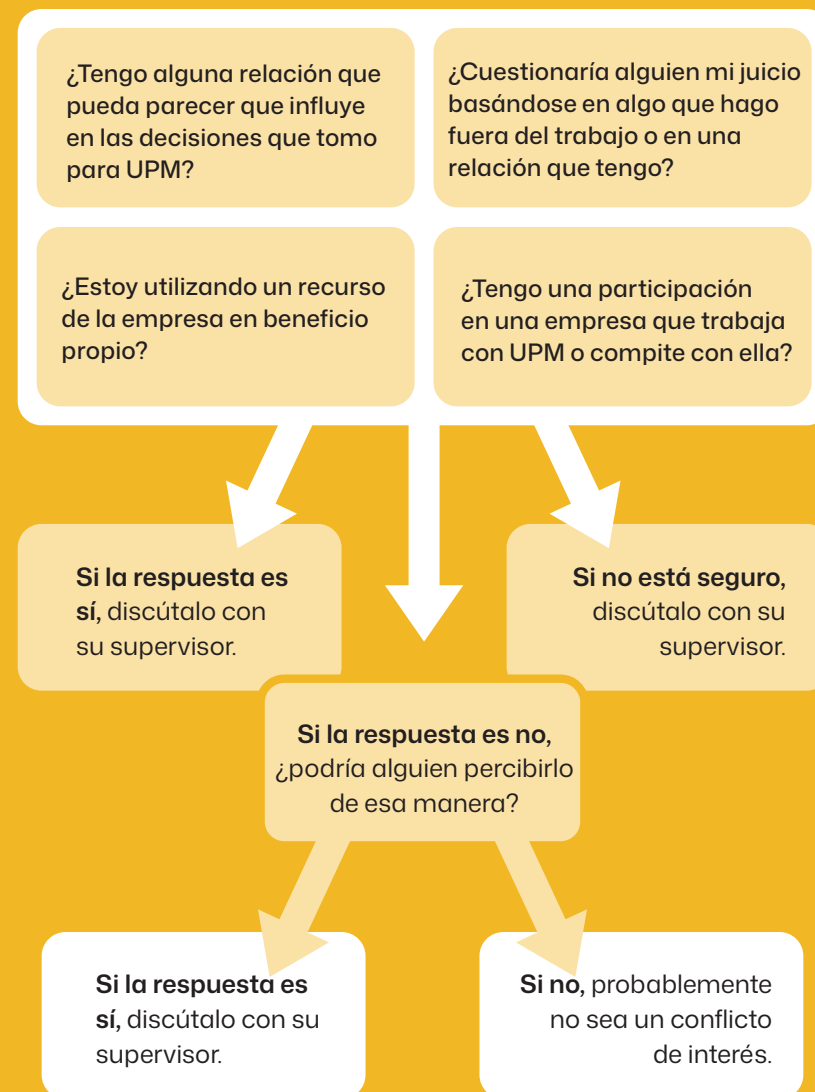 ¿Tengo alguna relación que
pueda parecer que influye
en las decisiones que tomo
para UPM?
¿Cuestionaría alguien mi juicio
basándose en algo que hago
fuera del trabajo o en una
relación que tengo?
¿Estoy utilizando un recurso
de la empresa en beneficio
propio?
¿Tengo una participación
en una empresa que trabaja
con UPM o compite con ella?
Si la respuesta es
sí, discútalo con
su supervisor.
Si no está seguro,
discútalo con su
supervisor.
Si la respuesta es no,
¿podría alguien percibirlo
de esa manera?
Si la respuesta es
sí, discútalo con su
supervisor.
Si no, probablemente
no sea un conflicto
de interés.